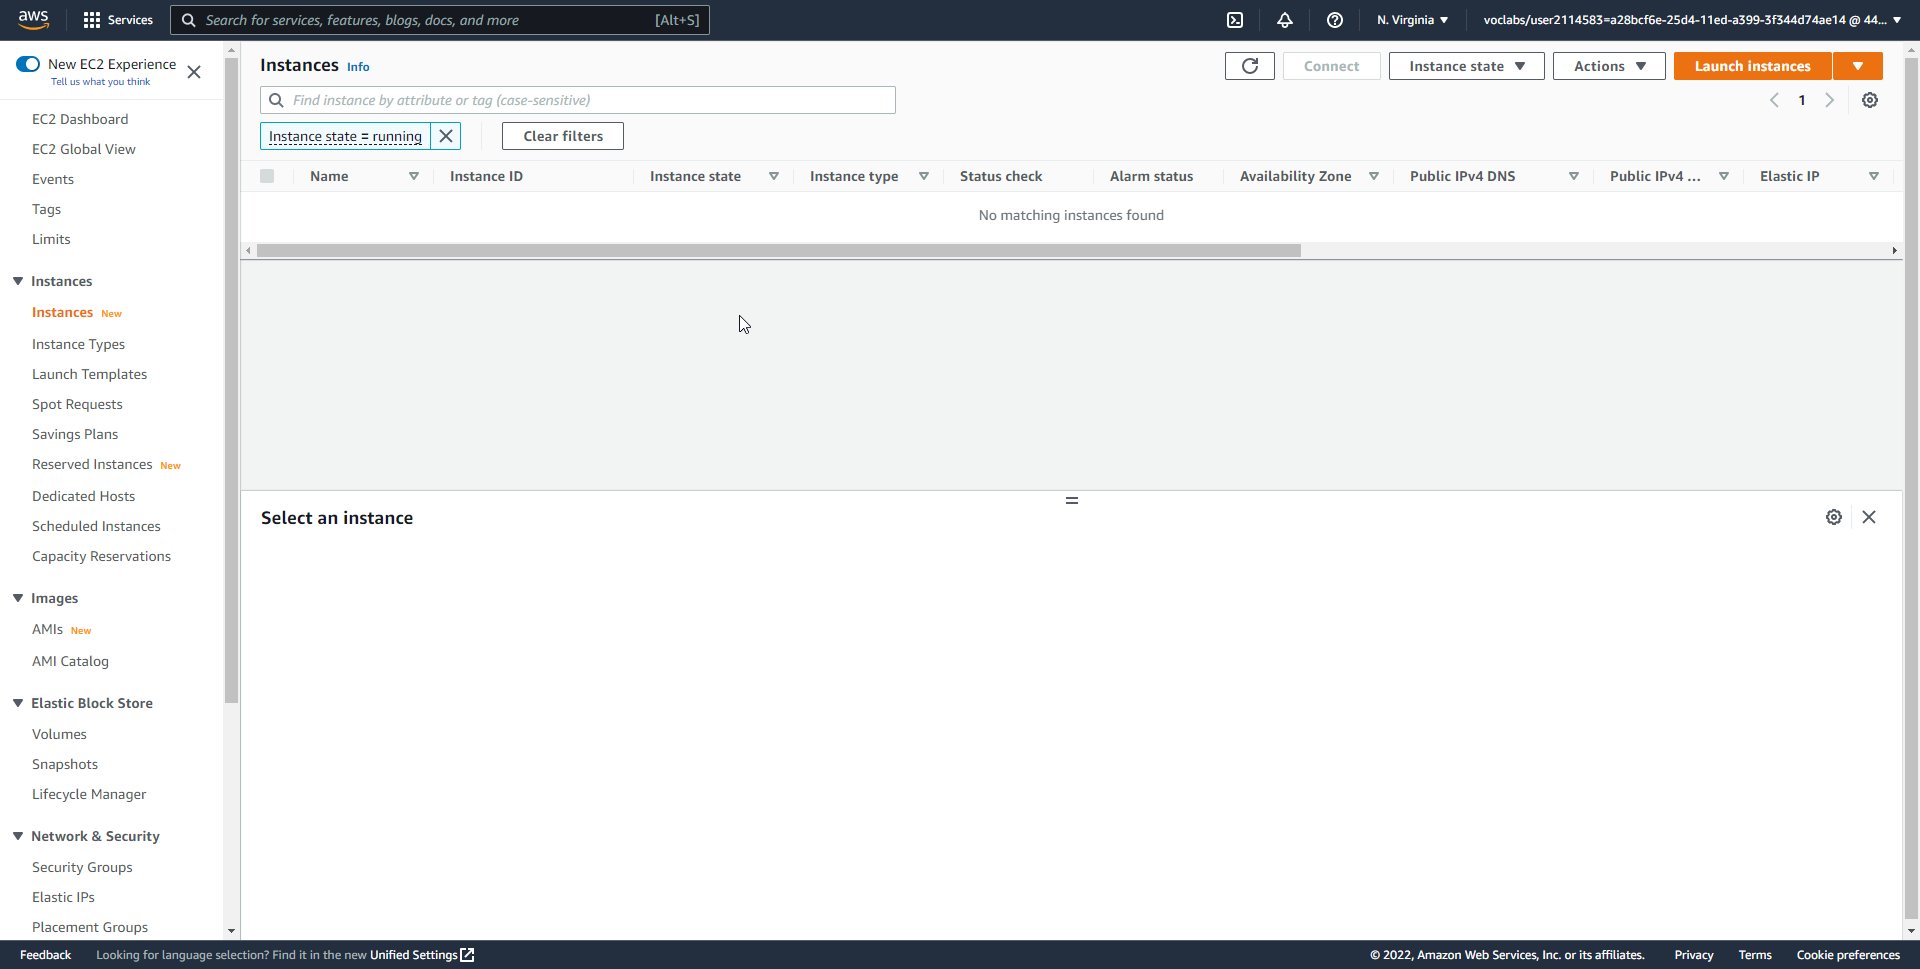 aws
Services
Search for services, features, blogs, docs, and more
[Alt+S]
N. Virginia
voclabs/user2114583=a28bcf6e-25d4-11ed-a399-3f344d74ae14 @ 44...
New EC2 Experience
Tell us what you think
EC2 Dashboard
EC2 Global View
Events
Tags
Limits
Instances
Instances New
Instance Types
Launch Templates
Spot Requests
Savings Plans
Reserved Instances New
Dedicated Hosts
Scheduled Instances
Capacity Reservations
Images
AMIs New
AMI Catalog
Elastic Block Store
Volumes
Snapshots
Lifecycle Manager
Network & Security
Security Groups
Elastic IPs
Placement Groups
Instances Info
Connect
Instance state
Actions
Launch instances
Find instance by attribute or tag (case-sensitive)
1
Instance state = running
Clear filters
Name
Instance ID
Instance state
Instance type
Status check
Alarm status
Availability Zone
Public IPv4 DNS
Public IPv4 ...
Elastic IP
No matching instances found
Select an instance
Feedback
Looking for language selection? Find it in the new Unified Settings
© 2022, Amazon Web Services, Inc. or its affiliates.
Privacy
Terms
Cookie preferences